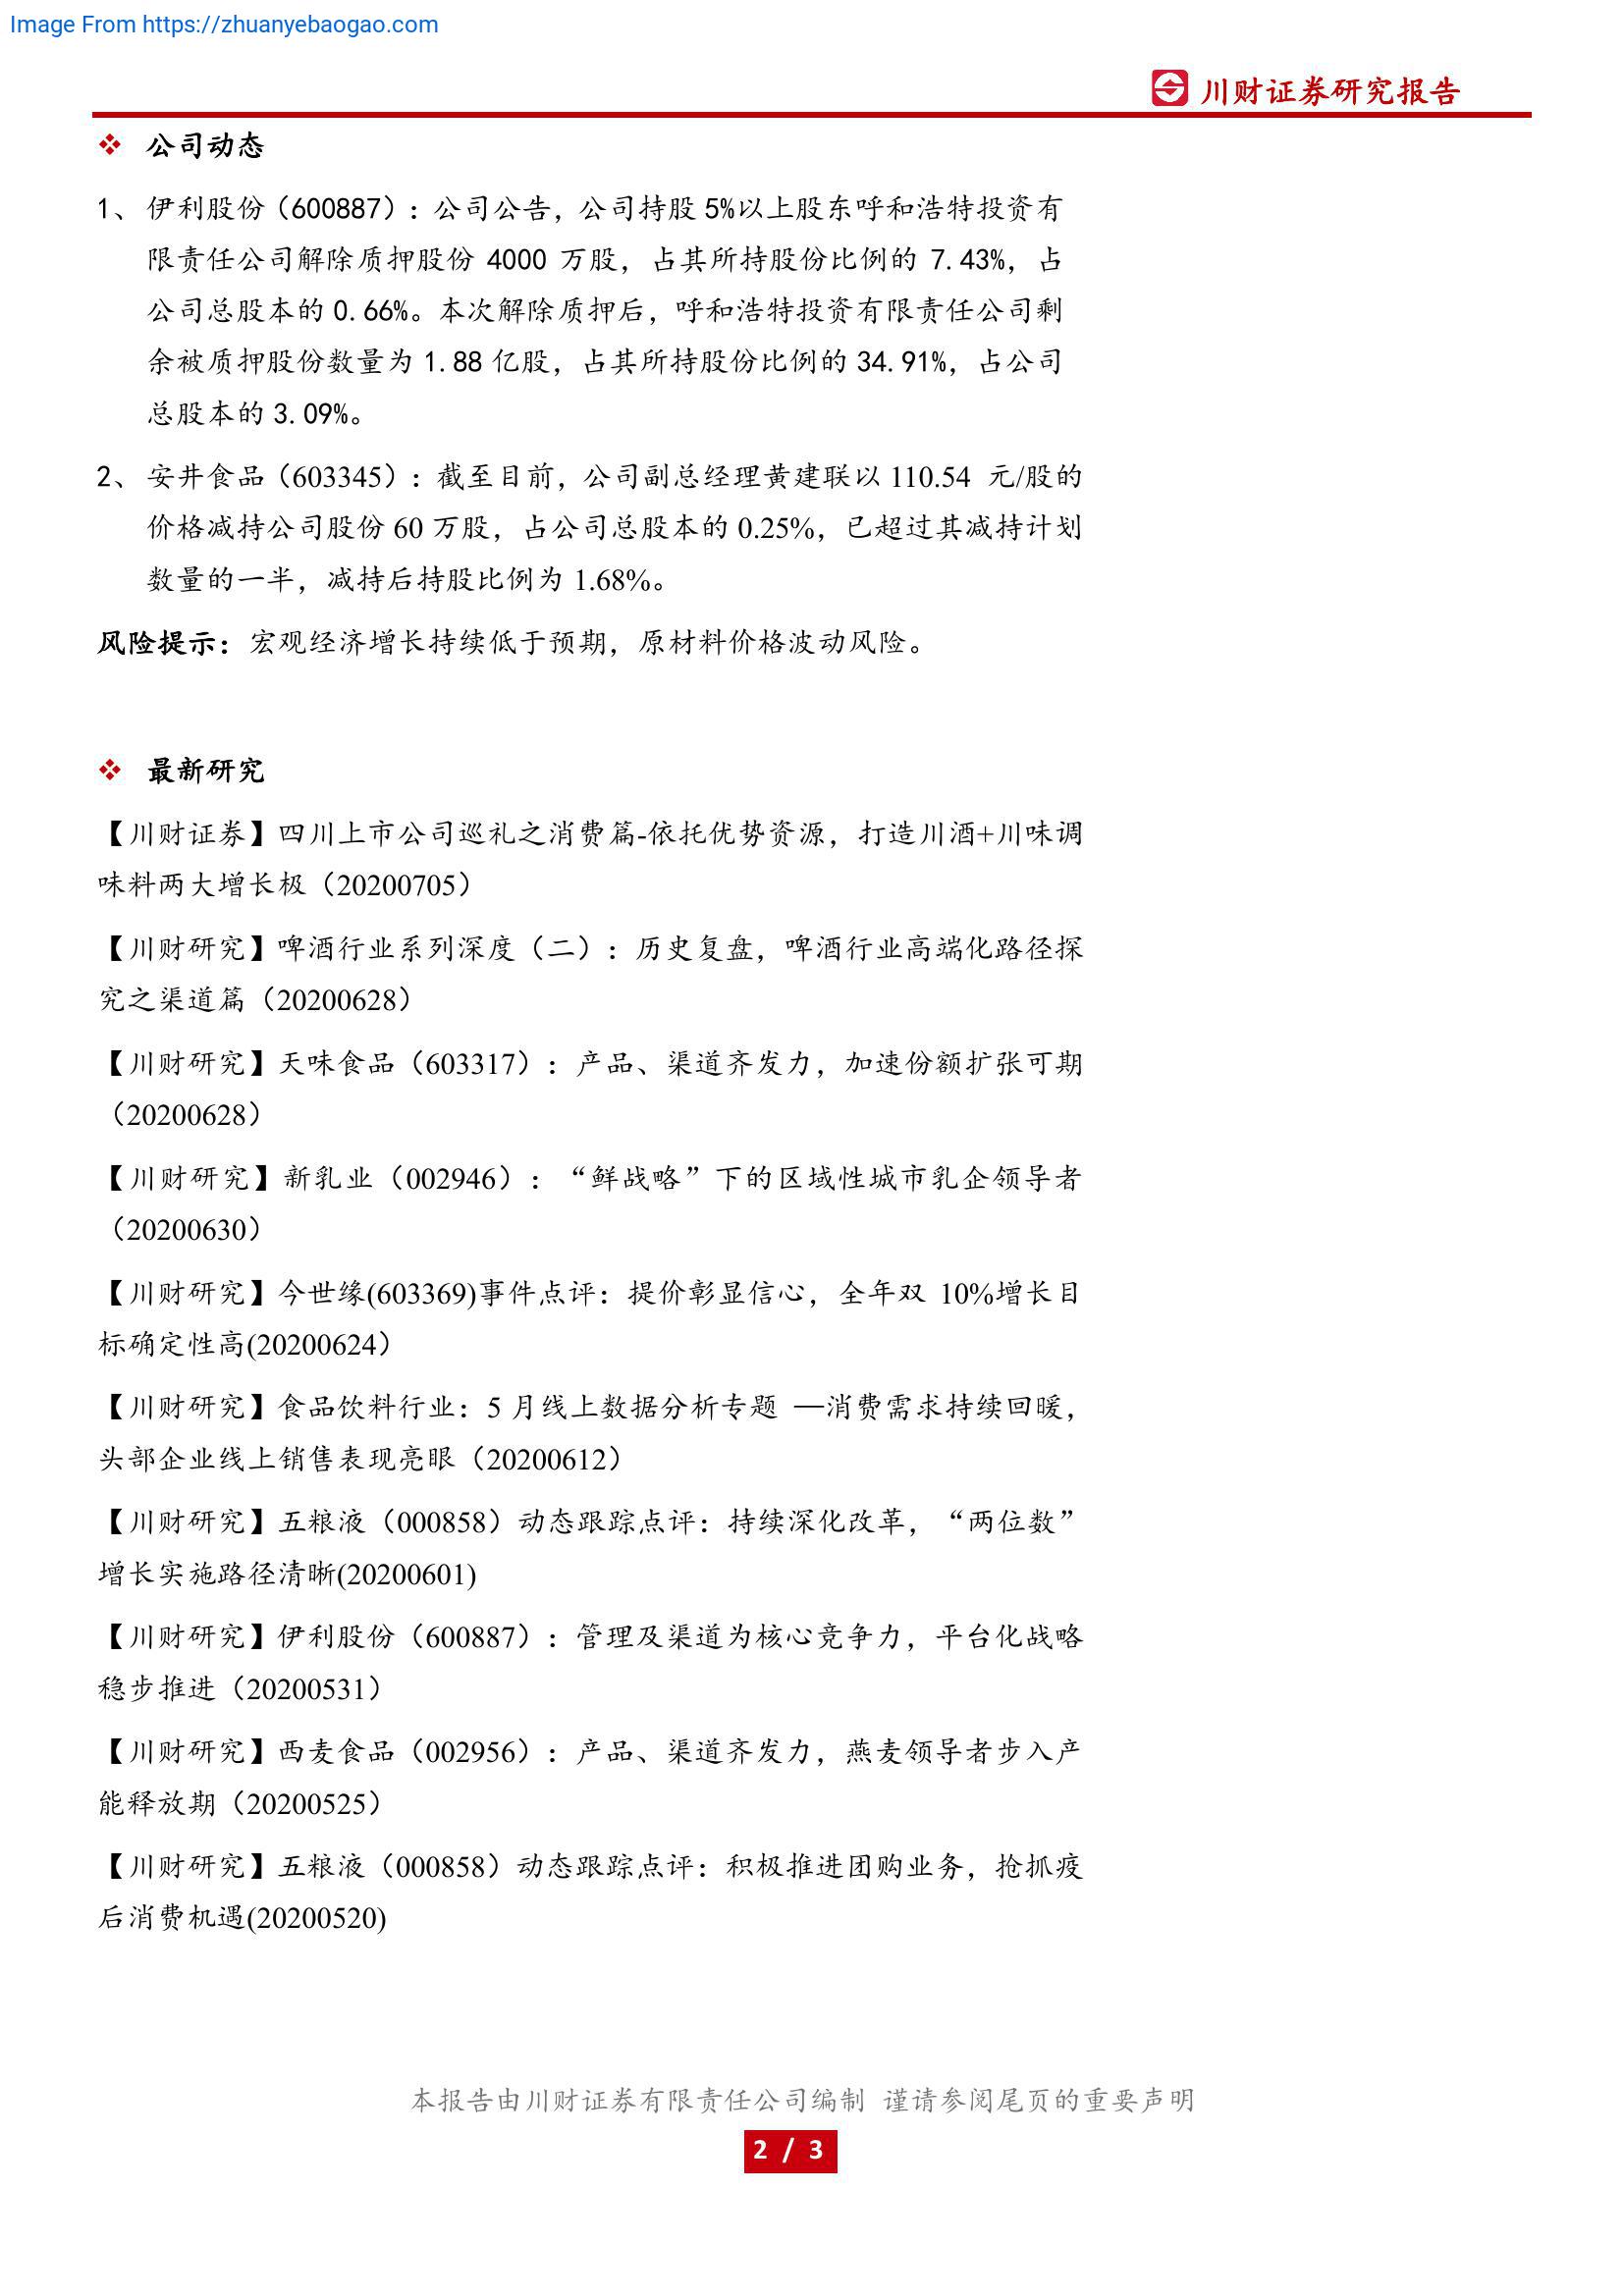 Image From https://zhuanyebaogao.com
川财证券研究报告
❖ 公司动态
1、 伊利股份（600887）：公司公告，公司持股 5%以上股东呼和浩特投资有
限责任公司解除质押股份 4000 万股，占其所持股份比例的 7.43%，占
公司总股本的 0.66%。本次解除质押后，呼和浩特投资有限责任公司剩
余被质押股份数量为 1.88 亿股，占其所持股份比例的 34.91%，占公司
总股本的 3.09%。
2、 安井食品（603345）：截至目前，公司副总经理黄建联以 110.54 元/股的
价格减持公司股份 60 万股，占公司总股本的 0.25%，已超过其减持计划
数量的一半，减持后持股比例为 1.68%。
风险提示：宏观经济增长持续低于预期，原材料价格波动风险。
❖ 最新研究
【川财证券】四川上市公司巡礼之消费篇-依托优势资源，打造川酒+川味调
味料两大增长极（20200705）
【川财研究】啤酒行业系列深度（二）：历史复盘，啤酒行业高端化路径探
究之渠道篇（20200628）
【川财研究】天味食品（603317）：产品、渠道齐发力，加速份额扩张可期
（20200628）
【川财研究】新乳业（002946）：“鲜战略”下的区域性城市乳企领导者
（20200630）
【川财研究】今世缘(603369)事件点评：提价彰显信心，全年双 10%增长目
标确定性高(20200624）
【川财研究】食品饮料行业：5 月线上数据分析专题 —消费需求持续回暖，
头部企业线上销售表现亮眼（20200612）
【川财研究】五粮液（000858）动态跟踪点评：持续深化改革，“两位数”
增长实施路径清晰(20200601)
【川财研究】伊利股份（600887）：管理及渠道为核心竞争力，平台化战略
稳步推进（20200531）
【川财研究】西麦食品（002956）：产品、渠道齐发力，燕麦领导者步入产
能释放期（20200525）
【川财研究】五粮液（000858）动态跟踪点评：积极推进团购业务，抢抓疫
后消费机遇(20200520)
本报告由川财证券有限责任公司编制 谨请参阅尾页的重要声明
2 / 3